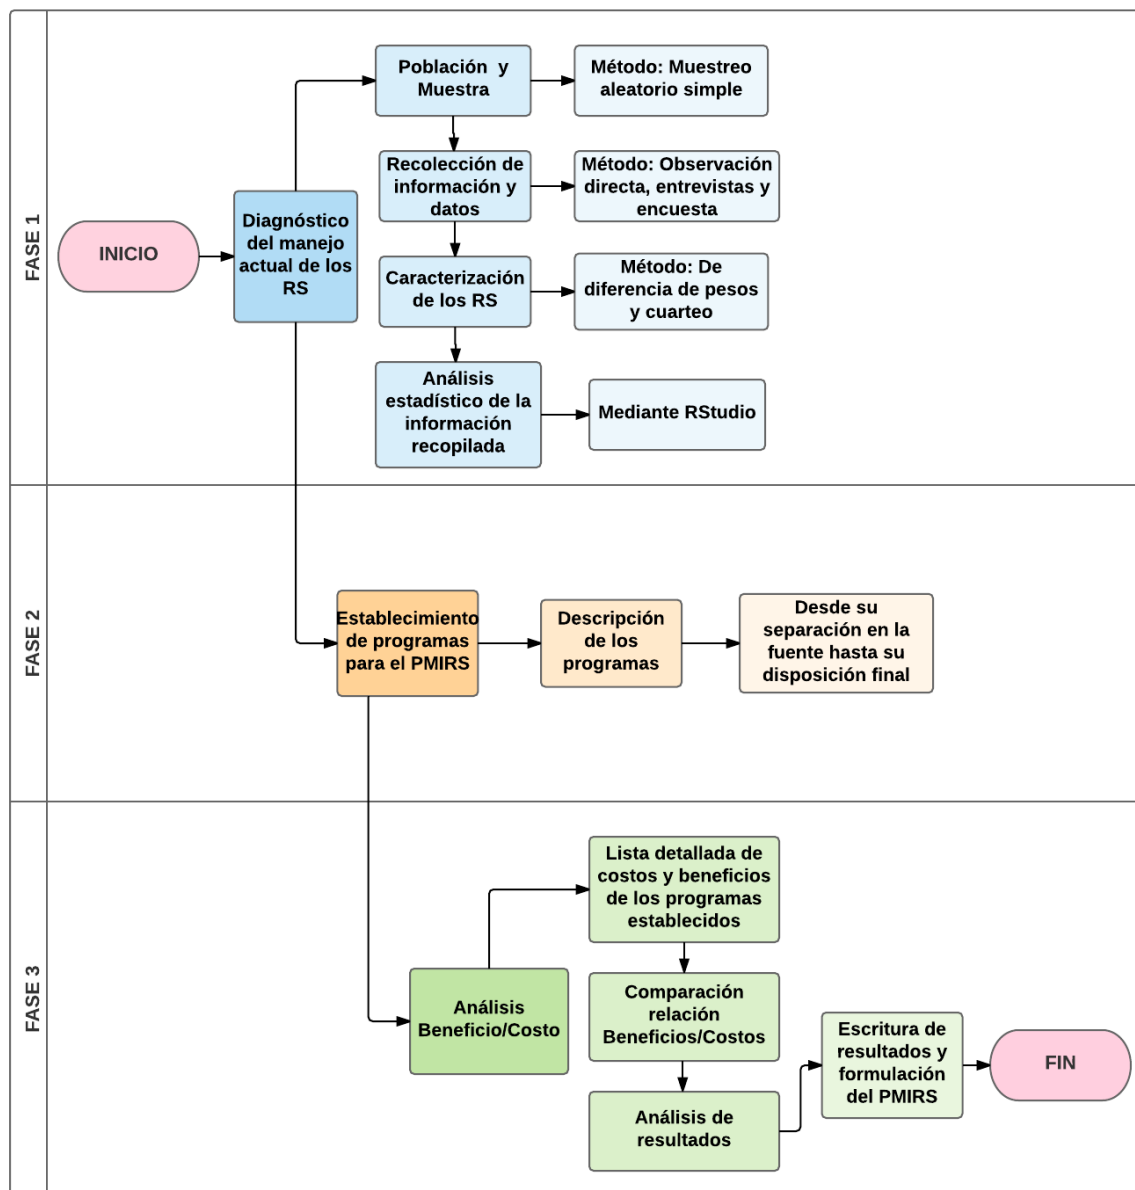 FASE 1
INICIO
Diagnóstico
del manejo
actual de los
RS
Población y
Muestra
Método: Muestreo
aleatorio simple
Recolección de
información y
datos
Método: Observación
directa, entrevistas y
encuesta
Caracterización
de los RS
Método: De
diferencia de pesos
y cuarteo
Análisis
estadístico de la
información
recopilada
Mediante RStudio
FASE 2
Establecimiento
de programas
para el PMIRS
Descripción
de los
programas
Desde su
separación en la
fuente hasta su
disposición final
FASE 3
Análisis
Beneficio/Costo
Lista detallada de
costos y beneficios
de los programas
establecidos
Comparación
relación
Beneficios/Costos
Análisis de
resultados
Escritura de
resultados y
formulación
del PMIRS
FIN